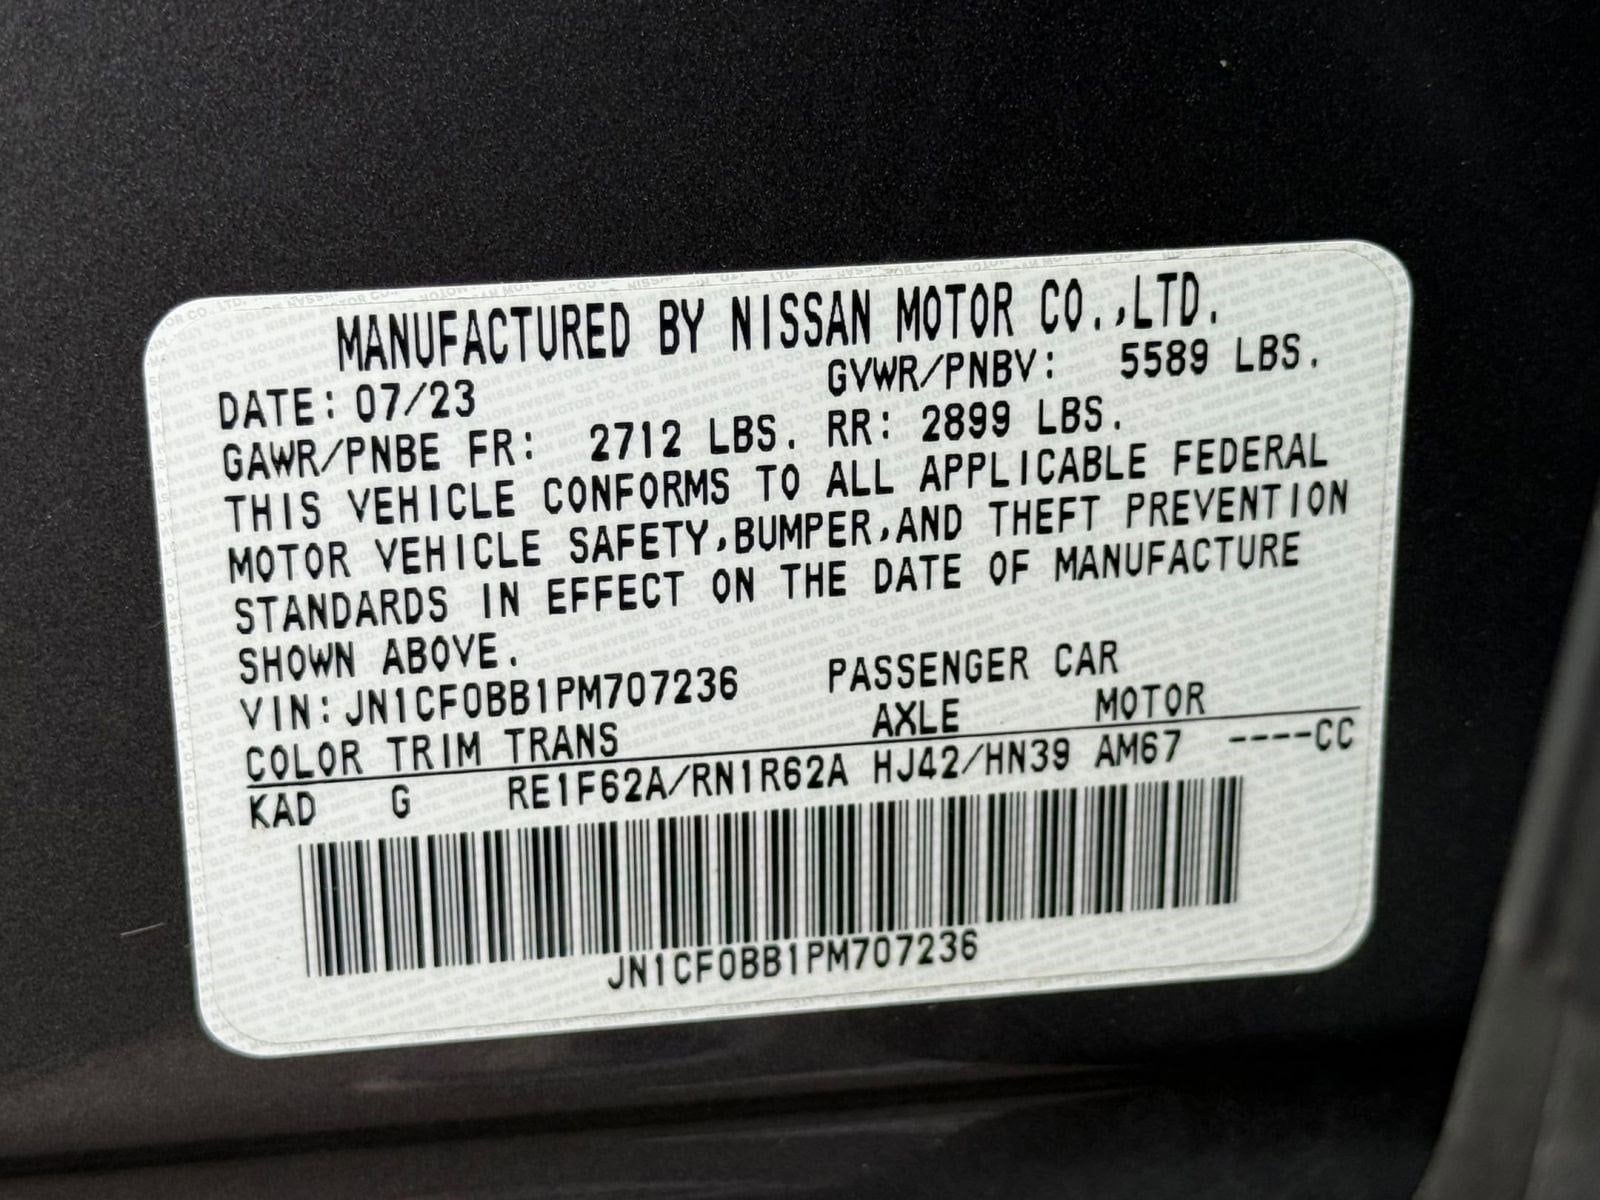 MANUFACTURED BY NISSAN MOTOR CO.,LTD.
DATE: 07/23 GVWR/PNBV: 5589 LBS.
GAWR/PNBE FR: 2712 LBS. RR: 2899 LBS.
THIS VEHICLE CONFORMS TO ALL APPLICABLE FEDERAL
MOTOR VEHICLE SAFETY,BUMPER,AND THEFT PREVENTION
STANDARDS IN EFFECT ON THE DATE OF MANUFACTURE
SHOWN ABOVE.
VIN: JN1CF0BB1PM707236 PASSENGER CAR
COLOR TRIM TRANS AXLE MOTOR
KAD G RE1F62A/RN1R62A HJ42/HN39 AM67 ----CC
JN1CF0BB1PM707236